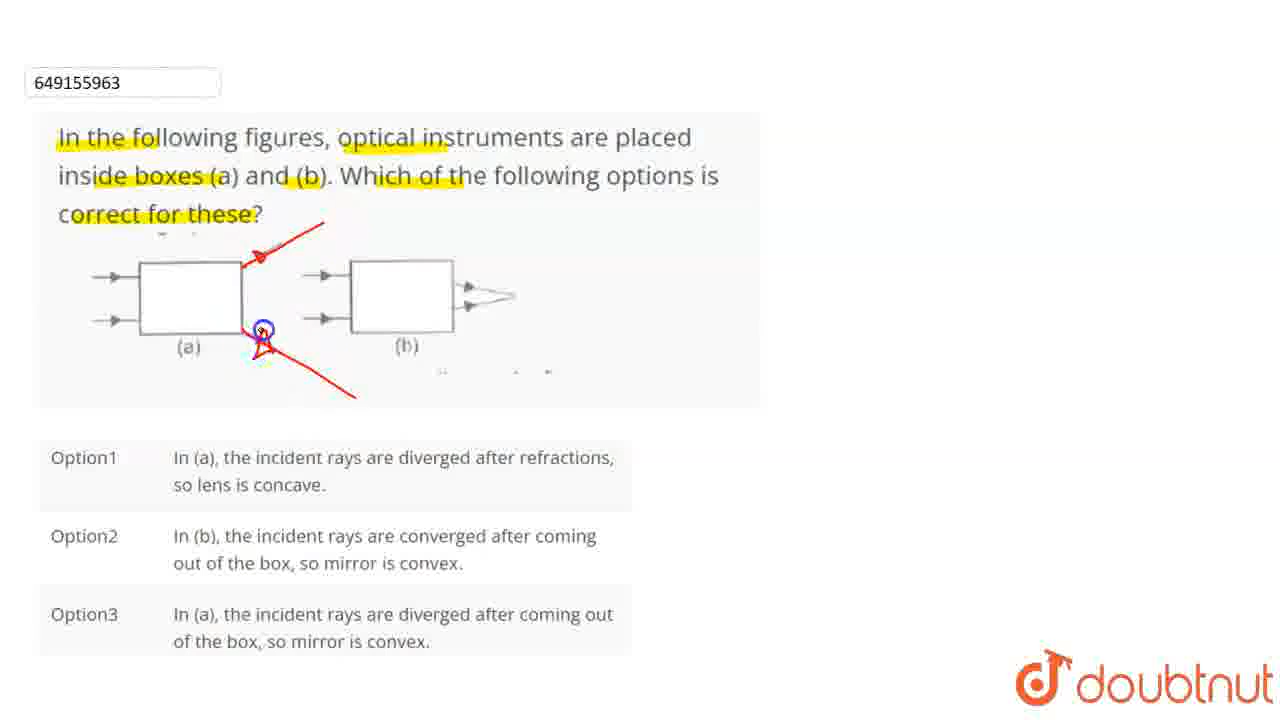 649155963
In the following figures, optical instruments are placed
inside boxes (a) and (b). Which of the following options is
correct for these?
(a)
(b)
Option1 In (a), the incident rays are diverged after refractions,
so lens is concave.
Option2 In (b), the incident rays are converged after coming
out of the box, so mirror is convex.
Option3 In (a), the incident rays are diverged after coming out
of the box, so mirror is convex.
doubtnut